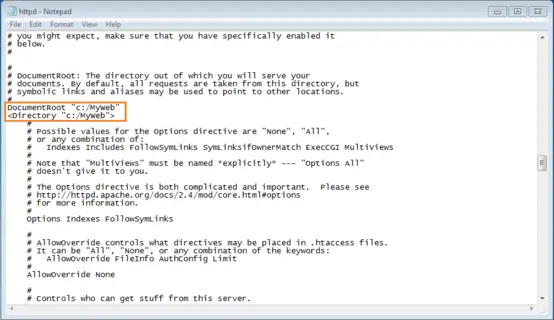 httpd - Notepad
File Edit Format View Help
# you might expect, make sure that you have specifically enabled it
# below.
#
#
# DocumentRoot: The directory out of which you will serve your
# documents. By default, all requests are taken from this directory, but
# symbolic links and aliases may be used to point to other locations.
#
DocumentRoot "c:/MyWeb"
<Directory "c:/MyWeb">
#
# Possible values for the Options directive are "None", "All",
# or any combination of:
#   Indexes Includes FollowSymLinks SymLinksifOwnerMatch ExecCGI MultiViews
#
# Note that "MultiViews" must be named *explicitly* --- "Options All"
# doesn't give it to you.
#
# The Options directive is both complicated and important.  Please see
# http://httpd.apache.org/docs/2.4/mod/core.html#options
# for more information.
#
Options Indexes FollowSymLinks
#
# AllowOverride controls what directives may be placed in .htaccess files.
# It can be "All", "None", or any combination of the keywords:
#   AllowOverride FileInfo AuthConfig Limit
#
AllowOverride None
#
# Controls who can get stuff from this server.